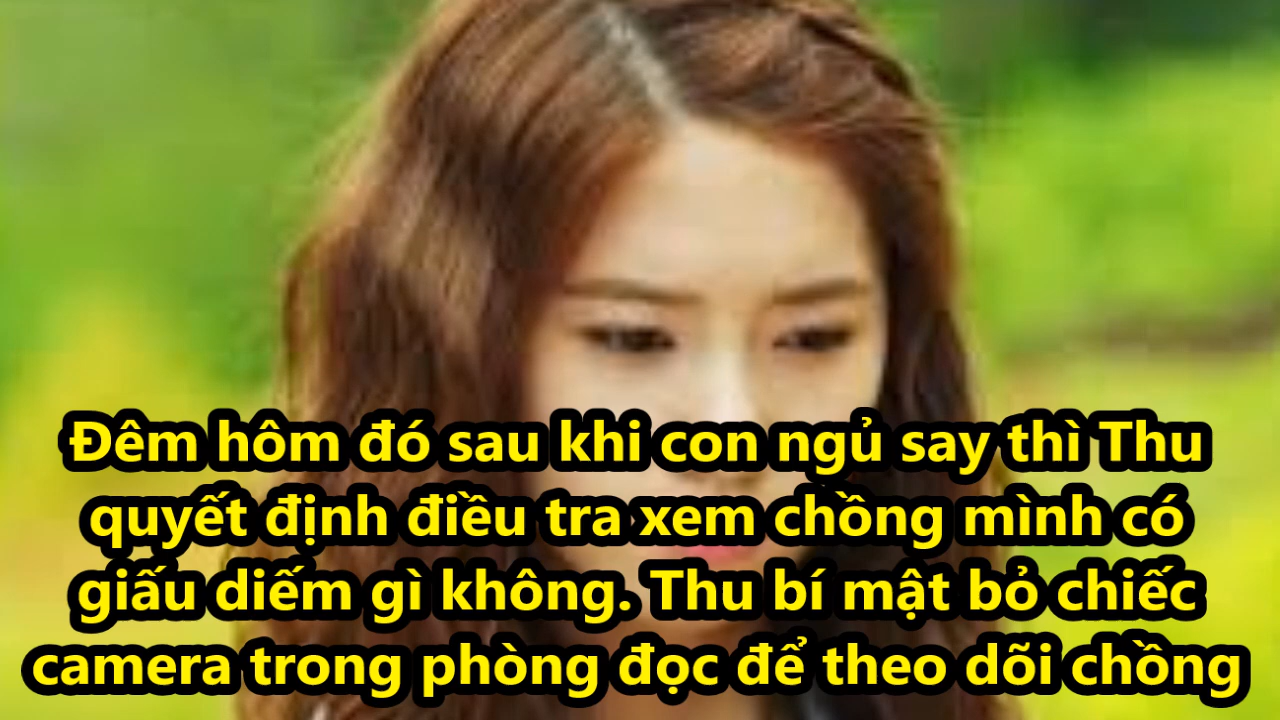 Đêm hôm đó sau khi con ngủ say thì Thu
quyết định điều tra xem chồng mình có
giấu diếm gì không. Thu bí mật bỏ chiếc
camera trong phòng đọc để theo dõi chồng